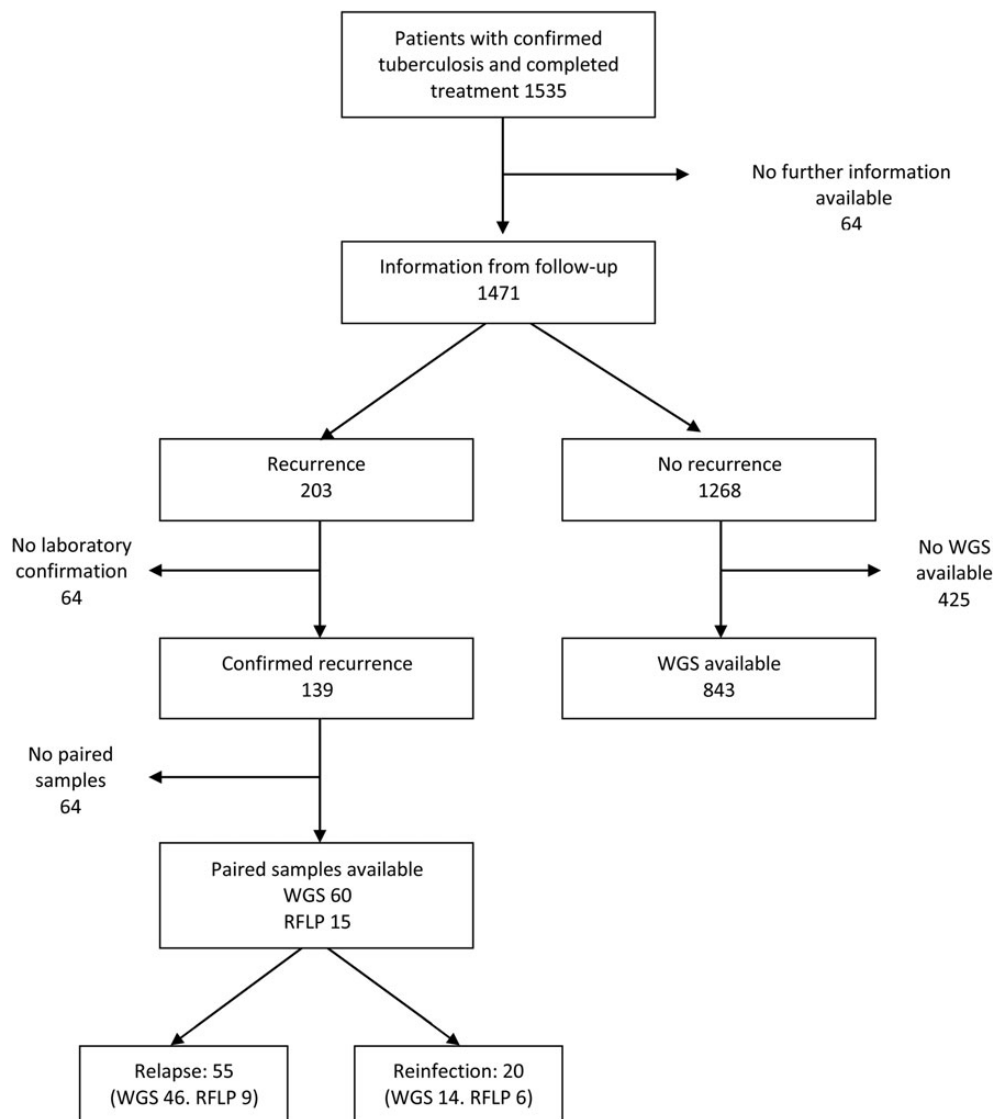 Patients with confirmed
tuberculosis and completed
treatment 1535
No further information
available
64
Information from follow-up
1471
Recurrence
203
No recurrence
1268
No laboratory
confirmation
64
No WGS
available
425
Confirmed recurrence
139
WGS available
843
No paired
samples
64
Paired samples available
WGS 60
RFLP 15
Relapse: 55
(WGS 46. RFLP 9)
Reinfection: 20
(WGS 14. RFLP 6)